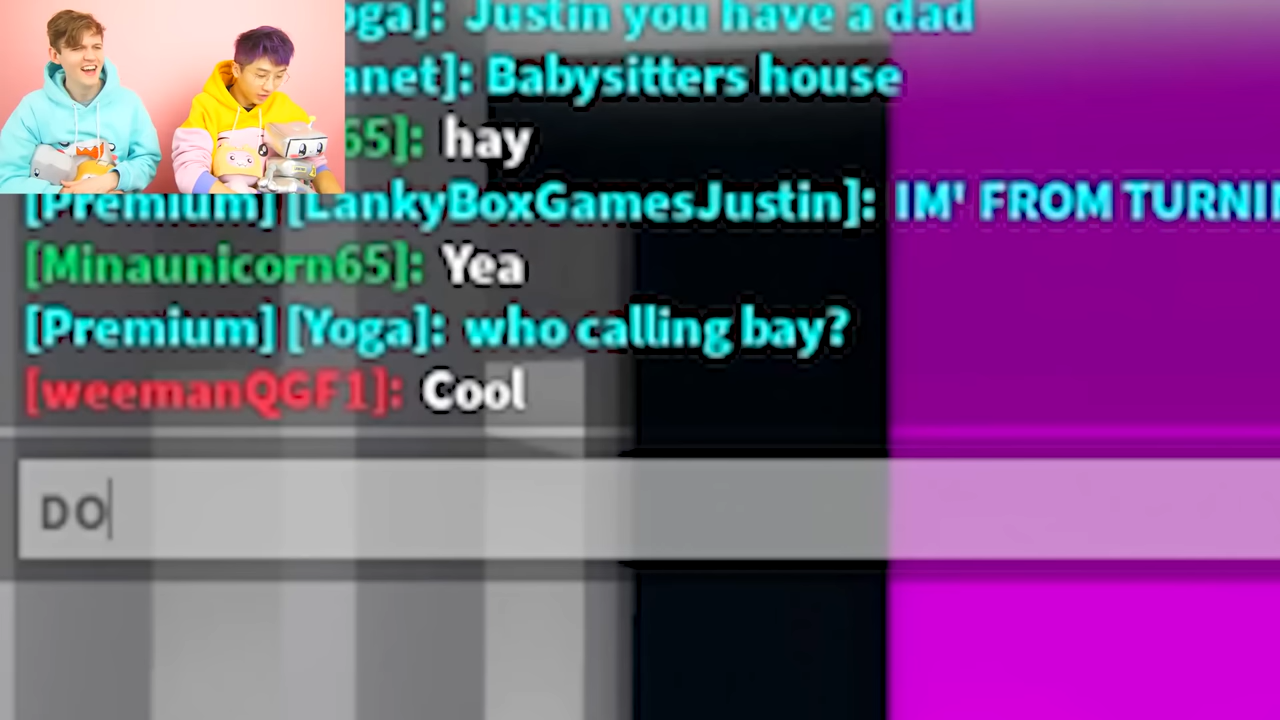 oga]: Justin you have a dad
anet]: Babysitters house
65]: hay
[Premium] [LankyBoxGamesJustin]: IM' FROM TURNI
[Minaunicorn65]: Yea
[Premium] [Yoga]: who calling bay?
[weemanQGF1]: Cool
DO